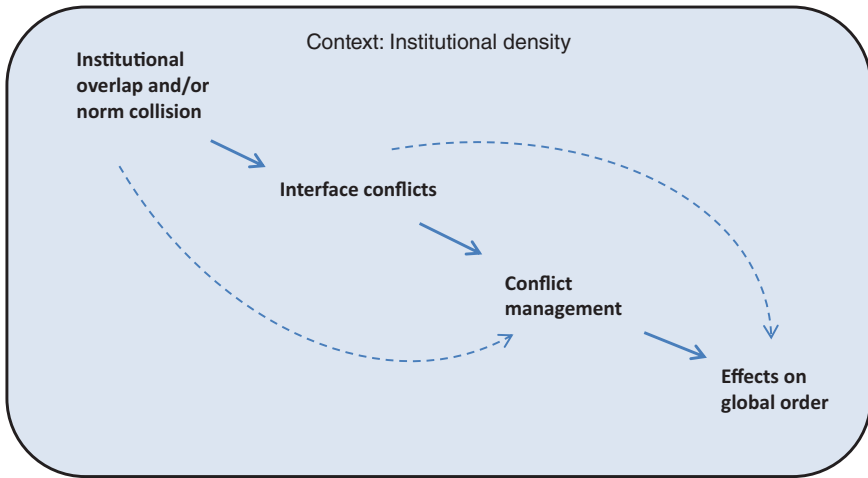 Context: Institutional density
Institutional
overlap and/or
norm collision
Interface conflicts
Conflict
management
Effects on
global order